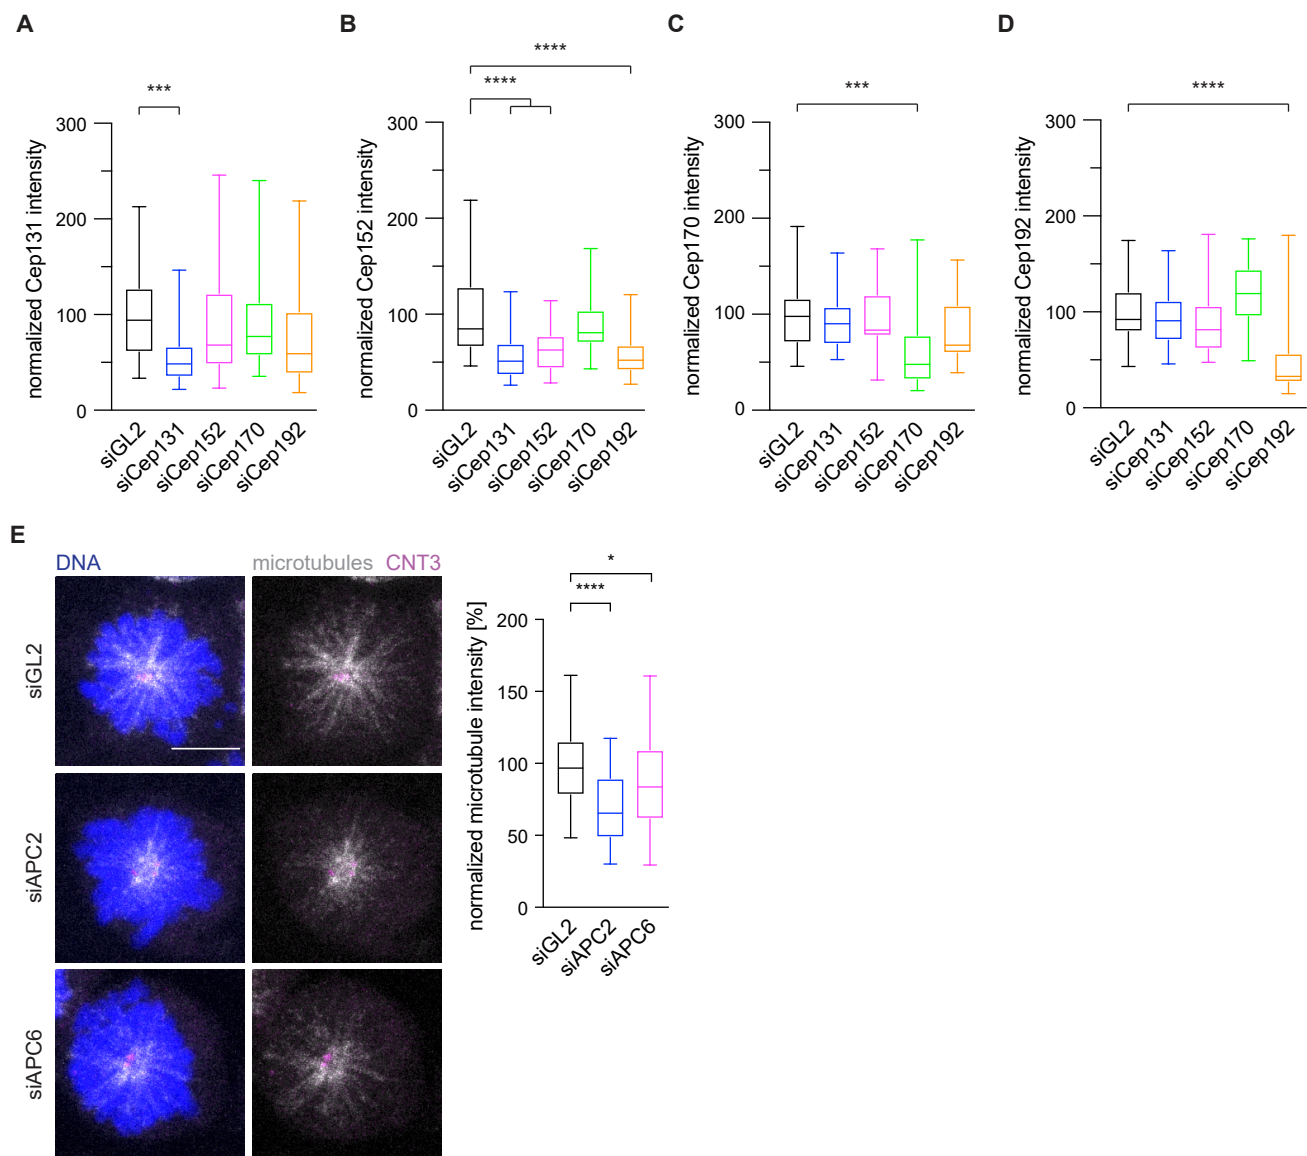 A
B
C
D
***
****
****
***
****
normalized Cep131 intensity
300
200
100
0
siGL2
siCep131
siCep152
siCep170
siCep192
normalized Cep152 intensity
300
200
100
0
siGL2
siCep131
siCep152
siCep170
siCep192
normalized Cep170 intensity
300
200
100
0
siGL2
siCep131
siCep152
siCep170
siCep192
normalized Cep192 intensity
300
200
100
0
siGL2
siCep131
siCep152
siCep170
siCep192
E
DNA
microtubules CNT3
siGL2
siAPC2
siAPC6
*
****
normalized microtubule intensity [%]
200
150
100
50
0
siGL2
siAPC2
siAPC6